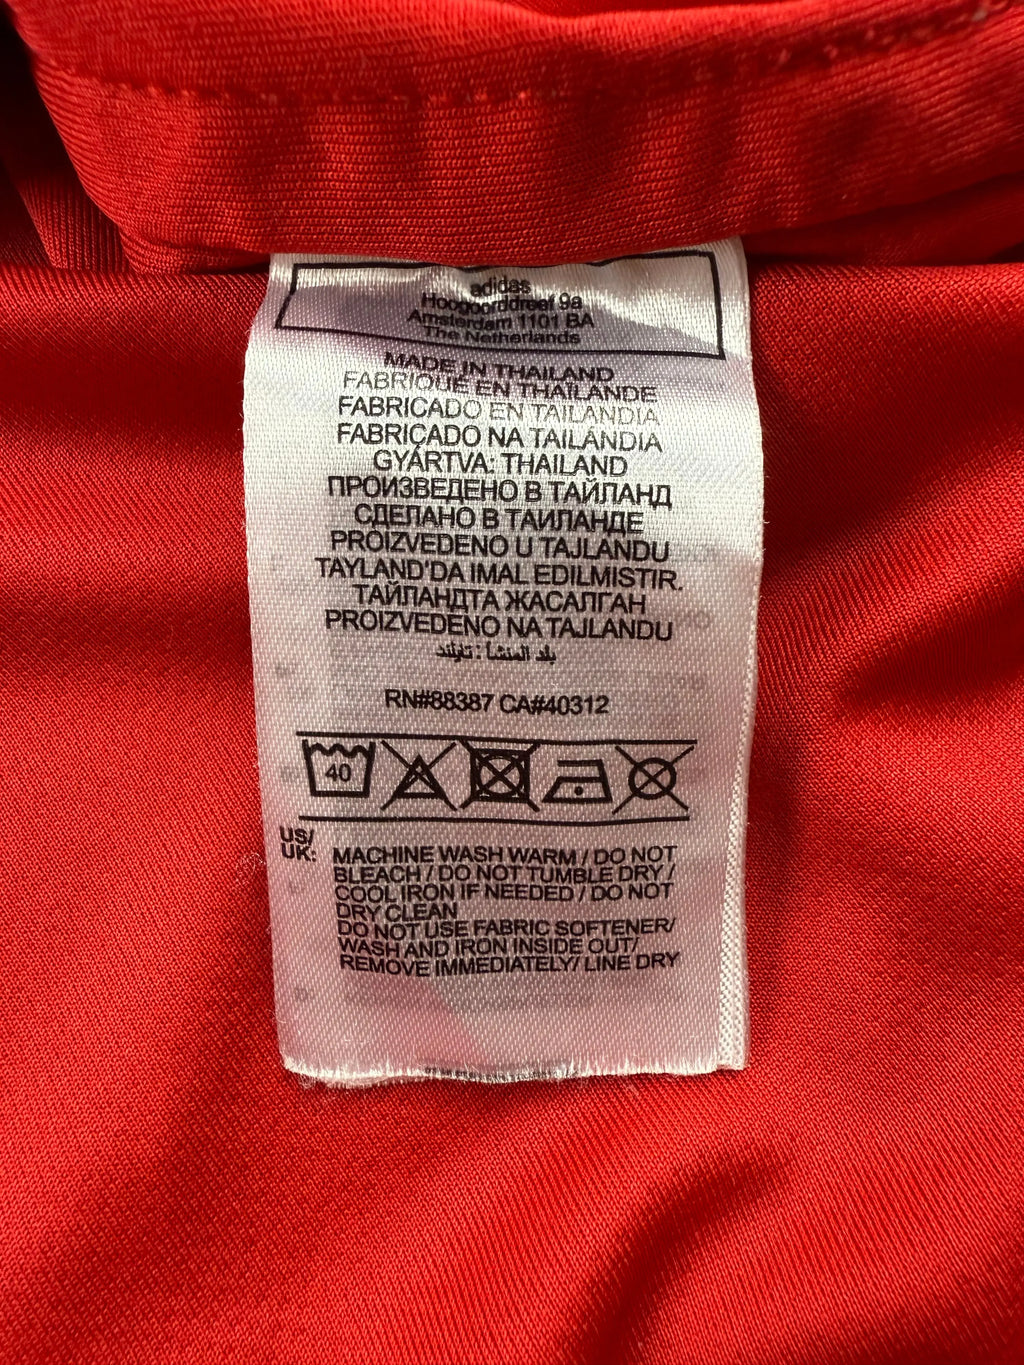 adidas
Hoogoorddreef 9a
Amsterdam 1101 BA
The Netherlands
MADE IN THAILAND
FABRIQUÉ EN THAÏLANDE
FABRICADO EN TAILANDIA
FABRICADO NA TAILÁNDIA
GYÁRTVA: THAILAND
ПРОИЗВЕДЕНО В ТАЙЛАНД
СДЕЛАНО В ТАИЛАНДЕ
PROIZVEDENO U TAJLANDU
TAYLAND'DA IMAL EDILMISTIR.
ТАЙЛАНДТА ЖАСАЛҒАН
PROIZVEDENO NA TAJLANDU
بلد المنشأ: تايلند
RN#88387 CA#40312
40
US/
UK:
MACHINE WASH WARM / DO NOT
BLEACH / DO NOT TUMBLE DRY /
COOL IRON IF NEEDED / DO NOT
DRY CLEAN
DO NOT USE FABRIC SOFTENER/
WASH AND IRON INSIDE OUT/
REMOVE IMMEDIATELY/ LINE DRY